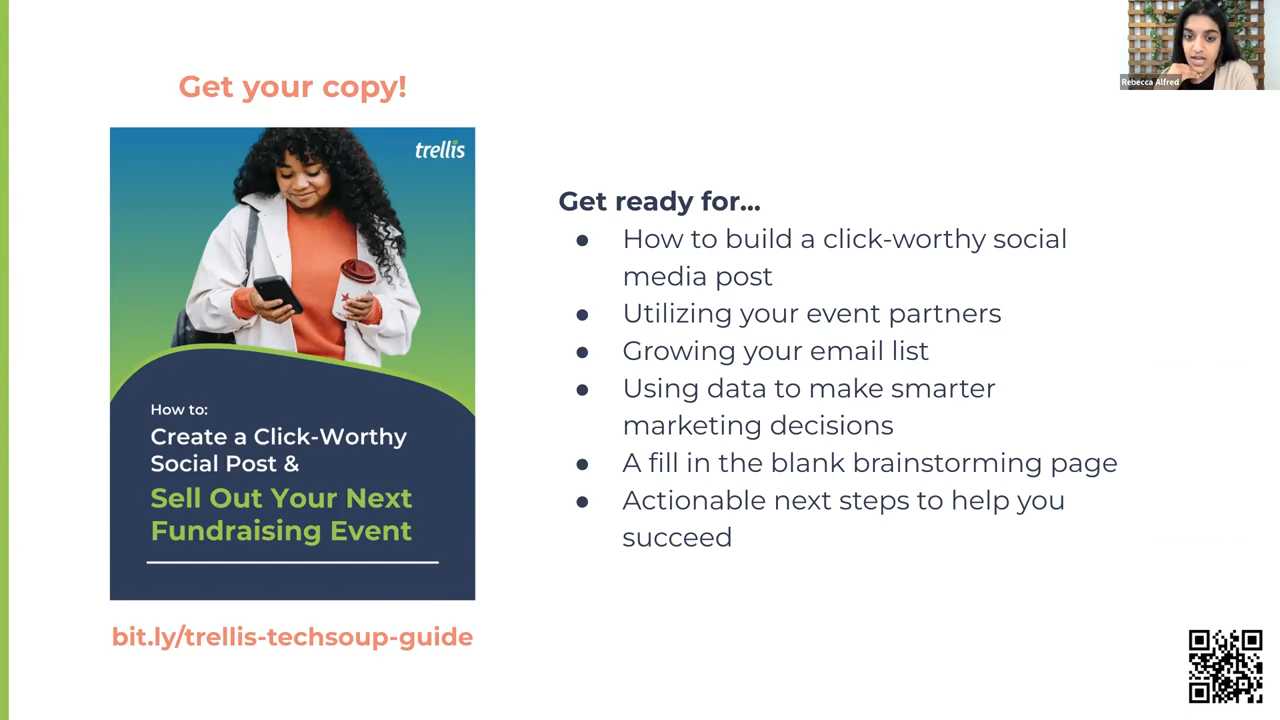 Get your copy!
trellis
How to:
Create a Click-Worthy
Social Post &
Sell Out Your Next
Fundraising Event
bit.ly/trellis-techsoup-guide
Get ready for...
● How to build a click-worthy social
media post
● Utilizing your event partners
● Growing your email list
● Using data to make smarter
marketing decisions
● A fill in the blank brainstorming page
● Actionable next steps to help you
succeed
Rebecca Alfred